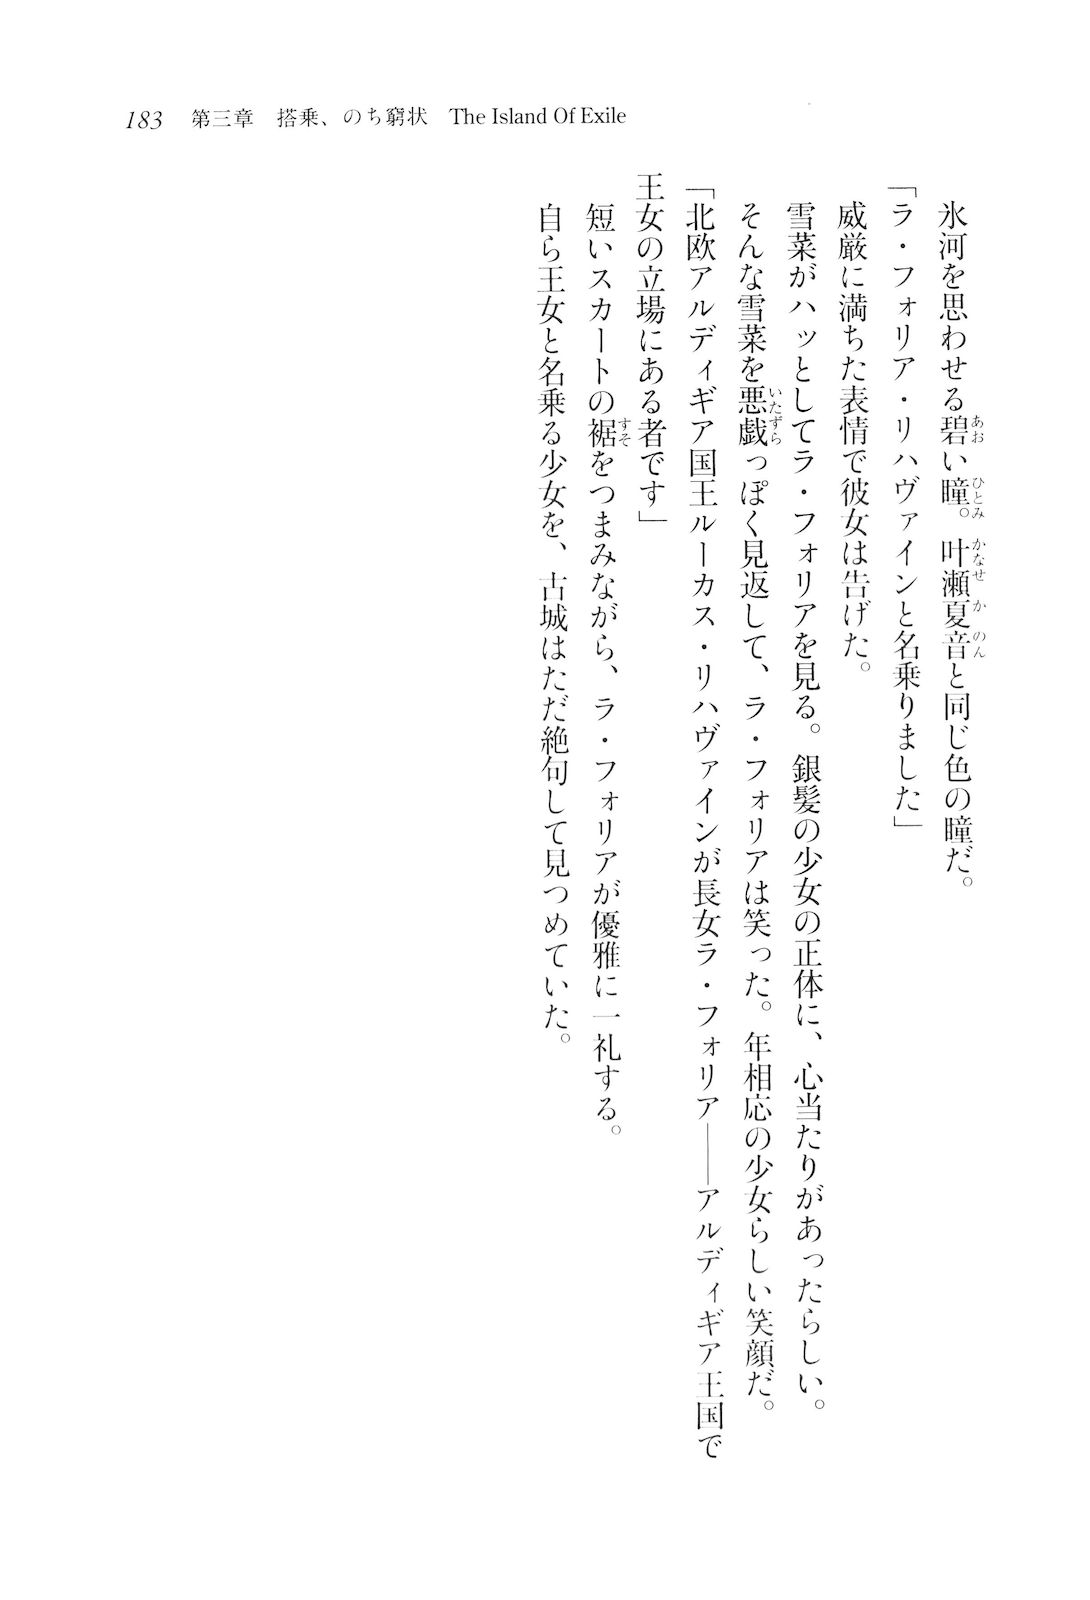 183 第三章 搭乗、のち窮状 The Island Of Exile
氷河を思わせる碧い瞳。叶瀬夏音と同じ色の瞳だ。
「ラ・フォリア・リハヴァインと名乗りました」
威厳に満ちた表情で彼女は告げた。
雪菜がハッとしてラ・フォリアを見る。銀髪の少女の正体に、心当たりがあったらしい。
そんな雪菜を悪戯っぽく見返して、ラ・フォリアは笑った。年相応の少女らしい笑顔だ。
「北欧アルディギア国王ルーカス・リハヴァインが長女ラ・フォリア――アルディギア王国で
王女の立場にある者です」
短いスカートの裾をつまみながら、ラ・フォリアが優雅に一礼する。
自ら王女と名乗る少女を、古城はただ絶句して見つめていた。